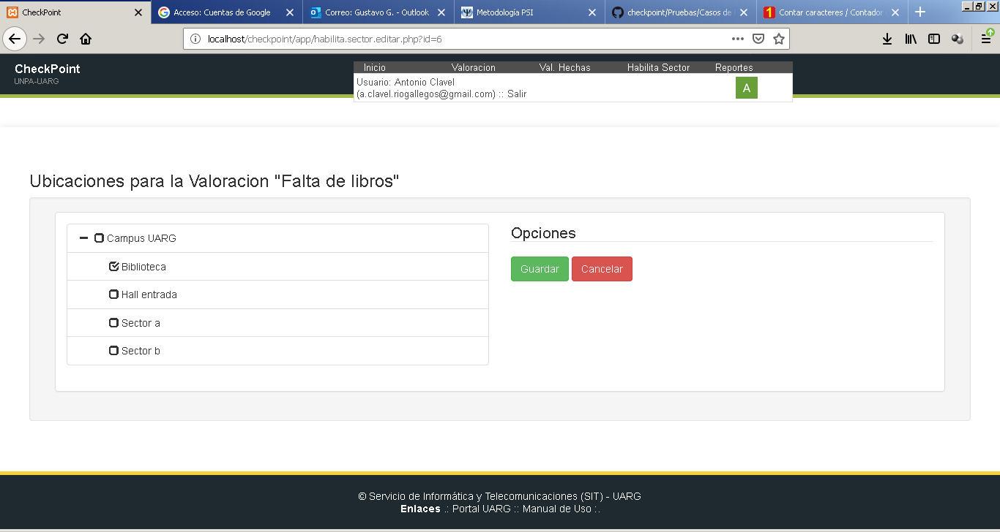 CheckPoint
Acceso: Cuentas de Google
Correo: Gustavo G. - Outlook
Metodología PSI
checkpoint/Pruebas/Casos de
Contar caracteres / Contador
localhost/checkpoint/app/habilita.sector.editar.php?id=6
CheckPoint
UNPA-UARG
Inicio Valoracion Val. Hechas Habilita Sector Reportes
Usuario: Antonio Clavel
(a.clavel.riogallegos@gmail.com) :: Salir
A
Ubicaciones para la Valoracion "Falta de libros"
Campus UARG
Biblioteca
Hall entrada
Sector a
Sector b
Opciones
Guardar Cancelar
© Servicio de Informática y Telecomunicaciones (SIT) - UARG
Enlaces .: Portal UARG :: Manual de Uso :.